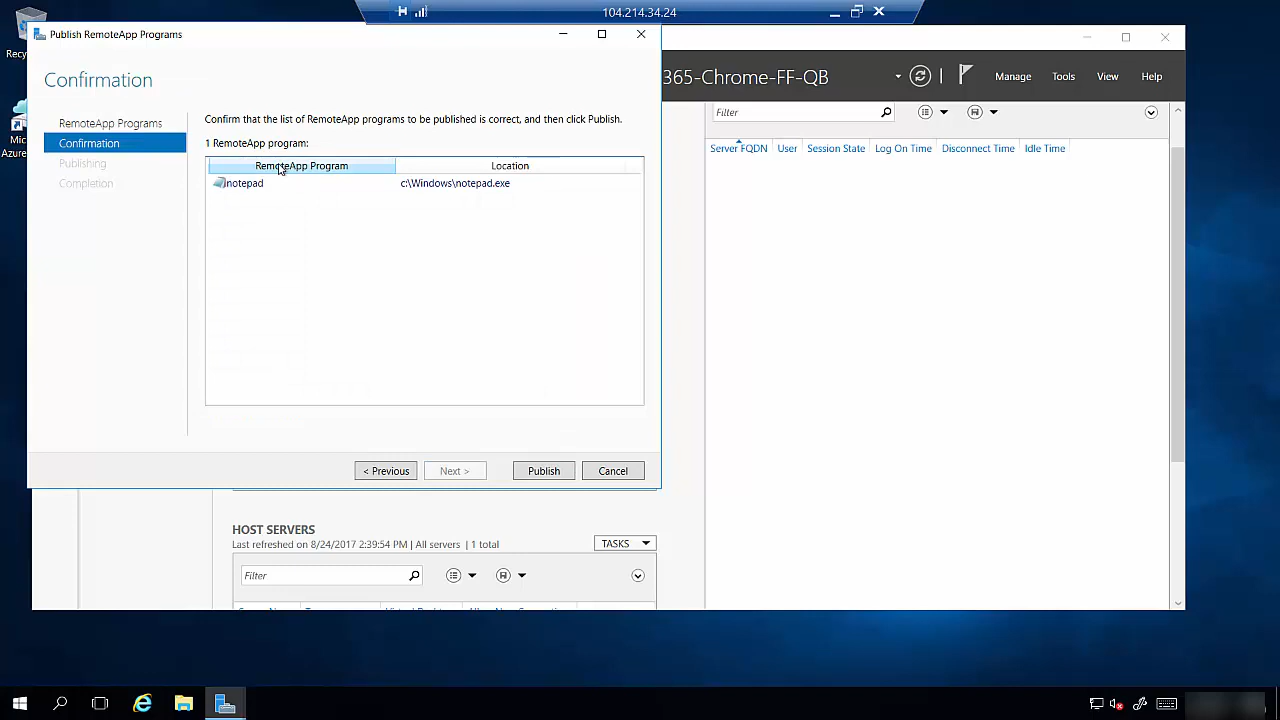 104.214.34.24
Recy
Mic
Azure
Publish RemoteApp Programs
Confirmation
RemoteApp Programs
Confirmation
Publishing
Completion
Confirm that the list of RemoteApp programs to be published is correct, and then click Publish.
1 RemoteApp program:
RemoteApp Program Location
notepad c:\Windows\notepad.exe
< Previous Next > Publish Cancel
365-Chrome-FF-QB
Manage Tools View Help
Filter
Server FQDN User Session State Log On Time Disconnect Time Idle Time
HOST SERVERS
Last refreshed on 8/24/2017 2:39:54 PM | All servers | 1 total
TASKS
Filter